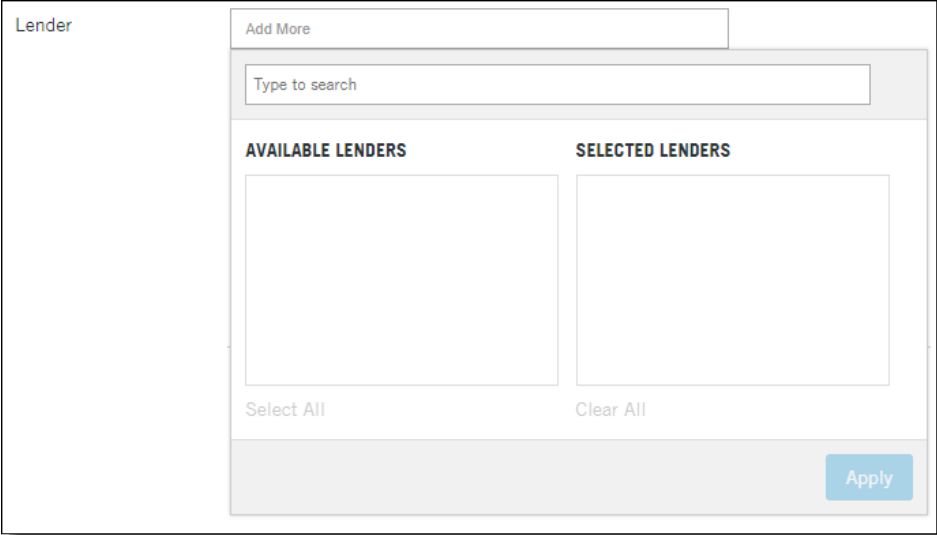 Lender
Add More
Type to search
AVAILABLE LENDERS
SELECTED LENDERS
Select All
Clear All
Apply